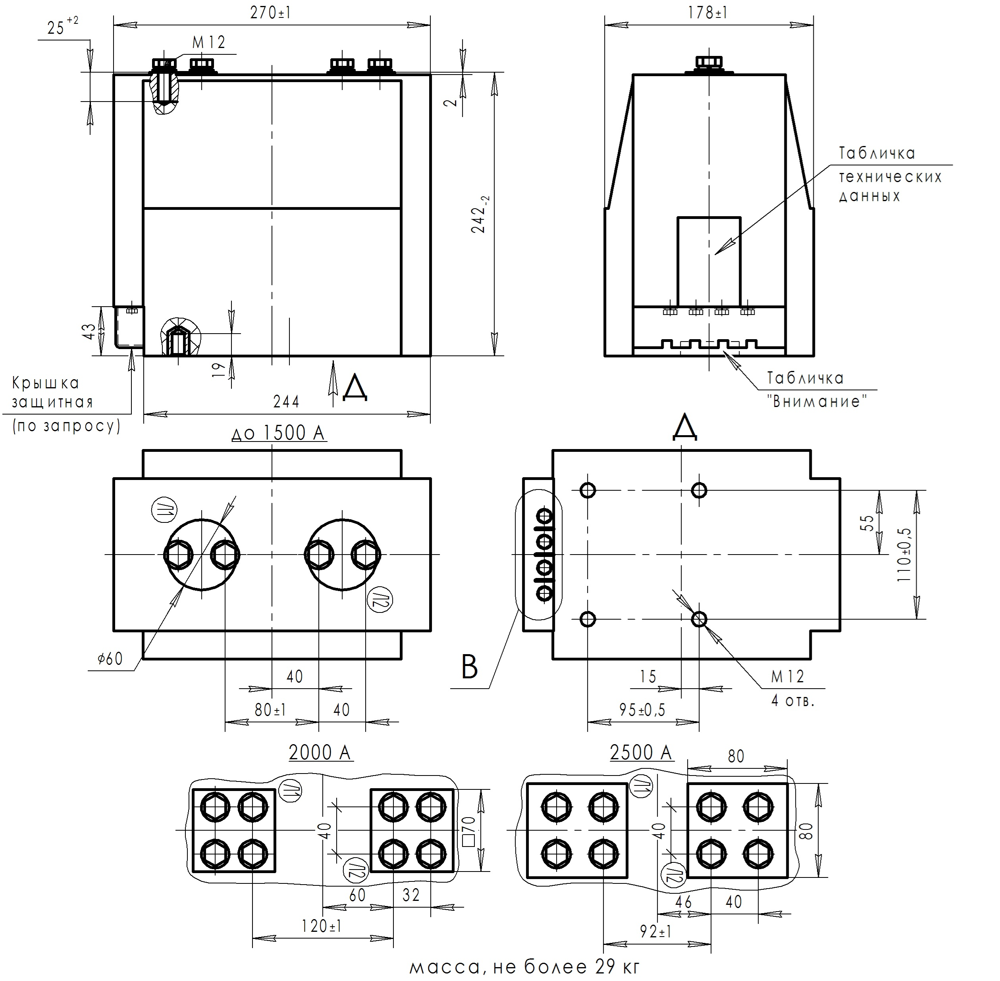 270±1
178±1
25+2
М12
2
242-2
Табличка
технических
данных
43
19
Крышка
защитная
(по запросу)
Д
244
Табличка
"Внимание"
до 1500 А
Д
Л1
Л2
ø60
40
80±1
40
В
55
110±0,5
15
М12
4 отв.
95±0,5
2000 А
2500 А
80
Л1
Л1
40
□70
40
80
Л2
Л2
60
32
46
40
120±1
92±1
масса, не более 29 кг